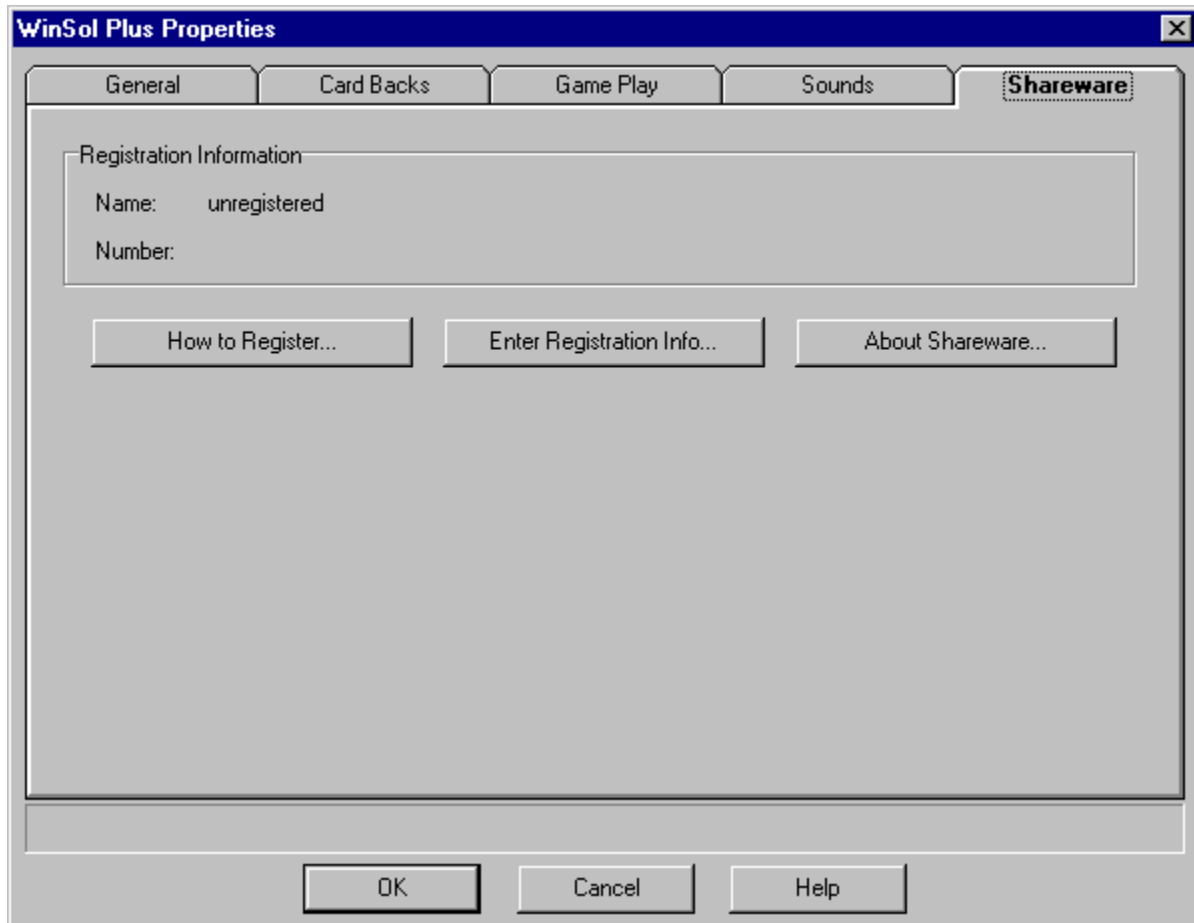 WinSol Plus Properties
General Card Backs Game Play Sounds Shareware
Registration Information
Name: unregistered
Number:
How to Register... Enter Registration Info... About Shareware...
OK Cancel Help